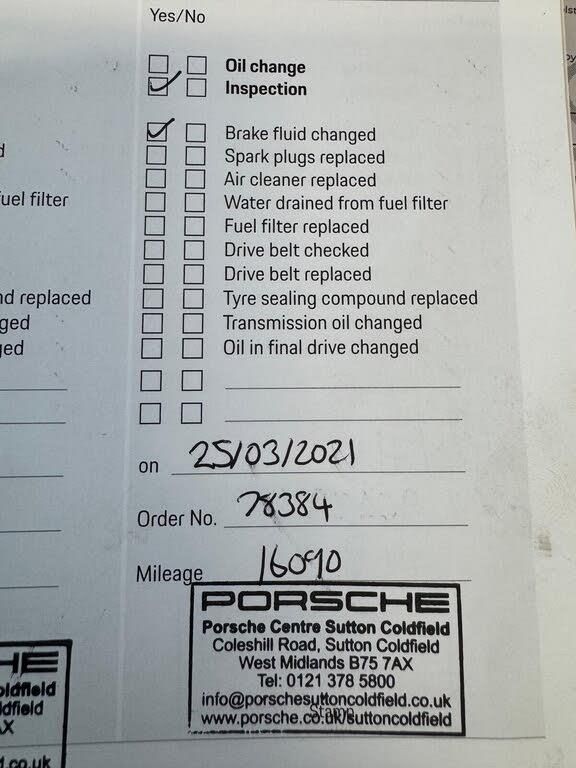 Yes/No
Oil change
Inspection
Brake fluid changed
Spark plugs replaced
Air cleaner replaced
uel filter
Water drained from fuel filter
Fuel filter replaced
Drive belt checked
Drive belt replaced
nd replaced
Tyre sealing compound replaced
ged
Transmission oil changed
ged
Oil in final drive changed
on 25/03/2021
Order No. 78384
Mileage 16090
PORSCHE
Porsche Centre Sutton Coldfield
Coleshill Road, Sutton Coldfield
West Midlands B75 7AX
Tel: 0121 378 5800
info@porschesuttoncoldfield.co.uk
Stamp
www.porsche.co.uk/suttoncoldfield
HE
oldfield
ldfield
AX
d.co.uk